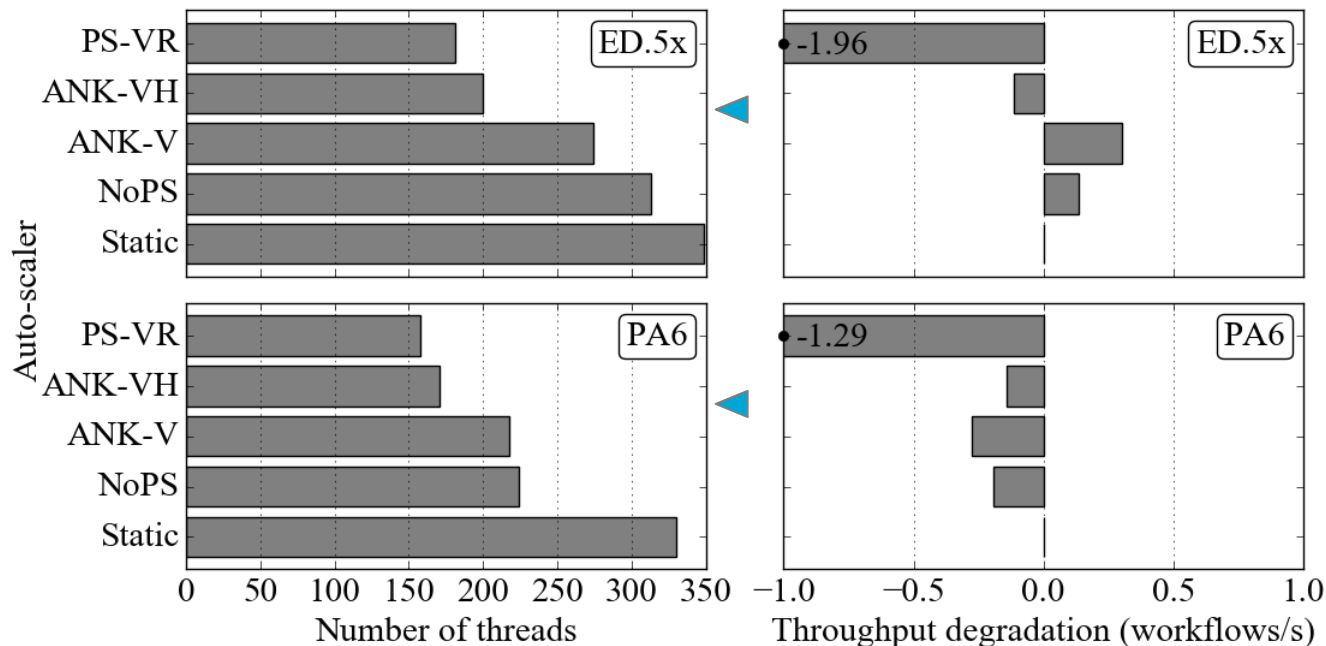 Auto-scaler
PS-VR
ANK-VH
ANK-V
NoPS
Static
ED.5x
-1.96
ED.5x
PS-VR
ANK-VH
ANK-V
NoPS
Static
PA6
-1.29
PA6
0 50 100 150 200 250 300 350
Number of threads
−1.0 −0.5 0.0 0.5 1.0
Throughput degradation (workflows/s)